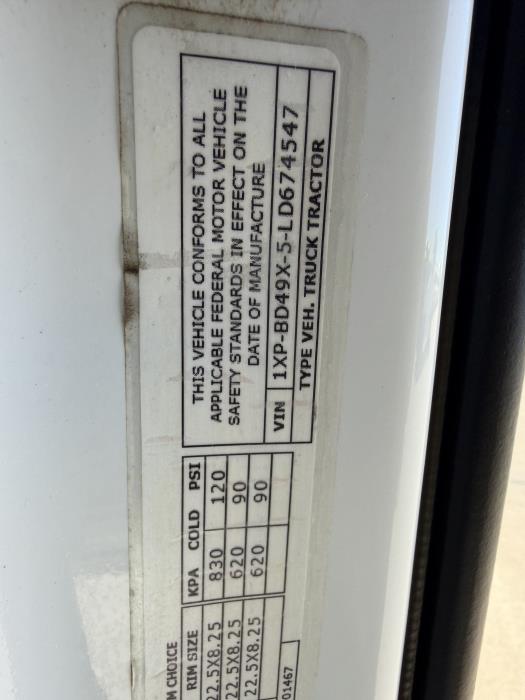 M CHOICE
RIM SIZE KPA COLD PSI
22.5X8.25 830 120
22.5X8.25 620 90
22.5X8.25 620 90
01467
THIS VEHICLE CONFORMS TO ALL
APPLICABLE FEDERAL MOTOR VEHICLE
SAFETY STANDARDS IN EFFECT ON THE
DATE OF MANUFACTURE
VIN 1XP-BD49X-5-LD674547
TYPE VEH. TRUCK TRACTOR